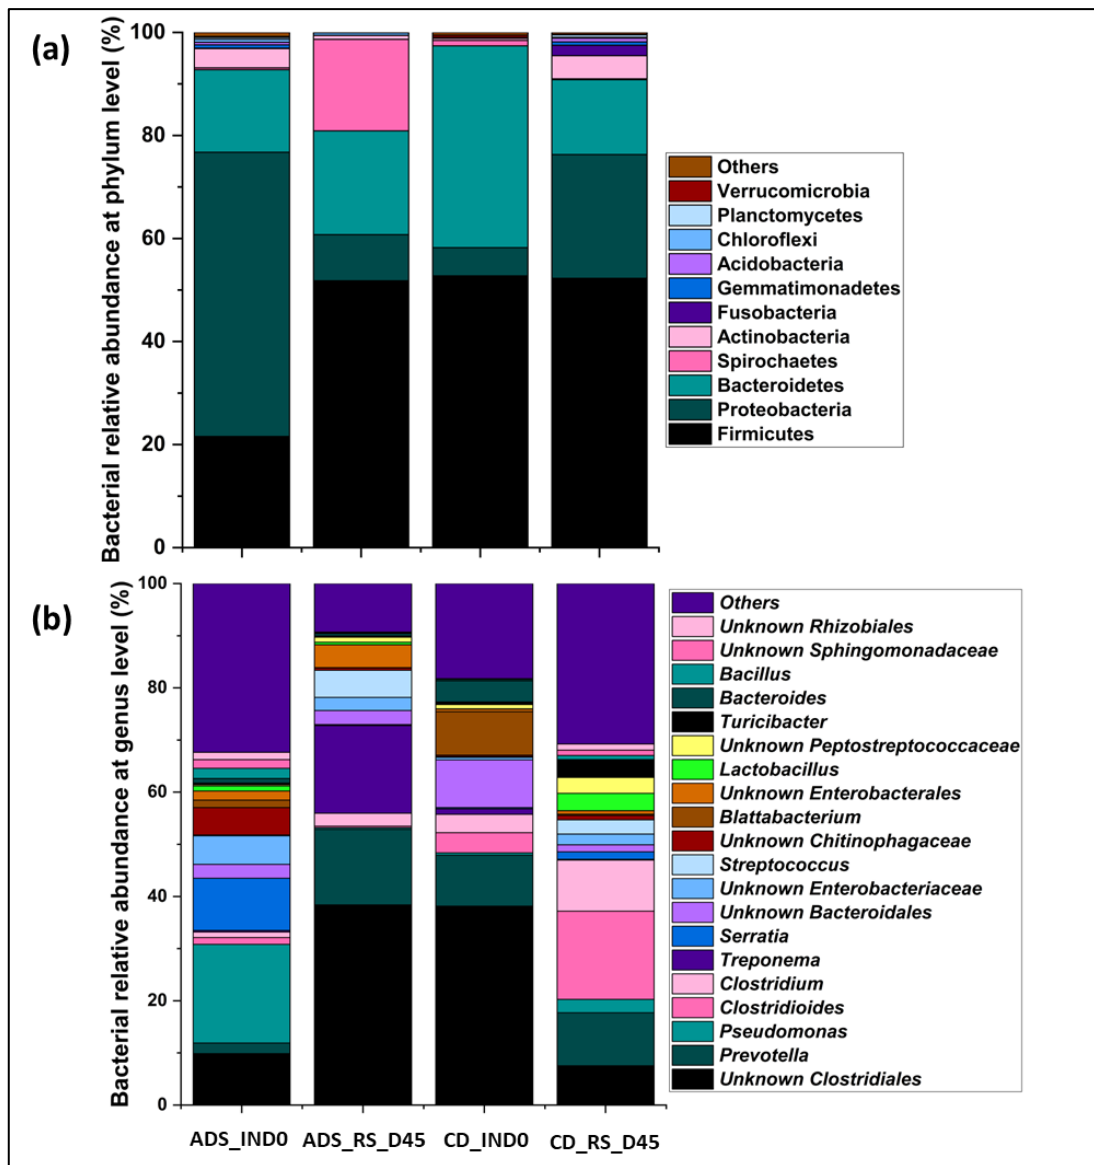 (a)
Bacterial relative abundance at phylum level (%)
100
80
60
40
20
0
Others
Verrucomicrobia
Planctomycetes
Chloroflexi
Acidobacteria
Gemmatimonadetes
Fusobacteria
Actinobacteria
Spirochaetes
Bacteroidetes
Proteobacteria
Firmicutes
(b)
Bacterial relative abundance at genus level (%)
100
80
60
40
20
0
Others
Unknown Rhizobiales
Unknown Sphingomonadaceae
Bacillus
Bacteroides
Turicibacter
Unknown Peptostreptococcaceae
Lactobacillus
Unknown Enterobacterales
Blattabacterium
Unknown Chitinophagaceae
Streptococcus
Unknown Enterobacteriaceae
Unknown Bacteroidales
Serratia
Treponema
Clostridium
Clostridioides
Pseudomonas
Prevotella
Unknown Clostridiales
ADS_IND0 ADS_RS_D45 CD_IND0 CD_RS_D45